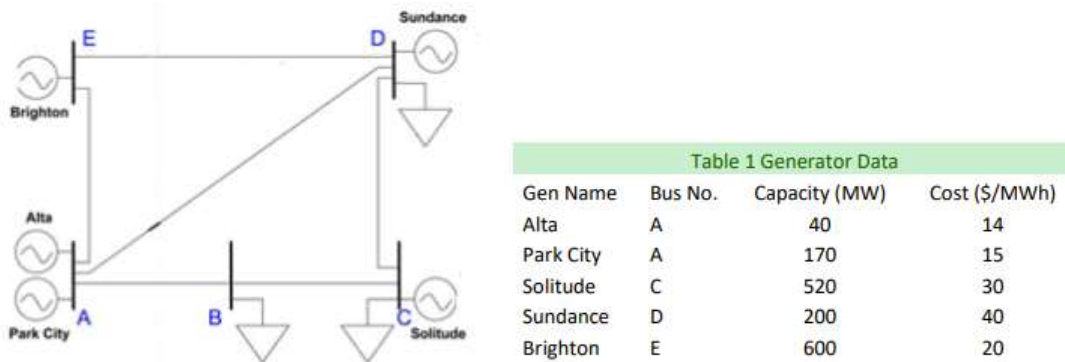 Sundance
E
D
Brighton
Alta
A
B
C
Park City
Solitude
Table 1 Generator Data
Gen Name Bus No. Capacity (MW) Cost ($/MWh)
Alta A 40 14
Park City A 170 15
Solitude C 520 30
Sundance D 200 40
Brighton E 600 20